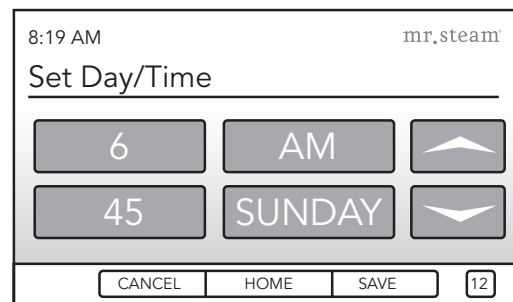 8:19 AM mr.steam®
Set Day/Time
6 AM
45 SUNDAY
CANCEL HOME SAVE 12